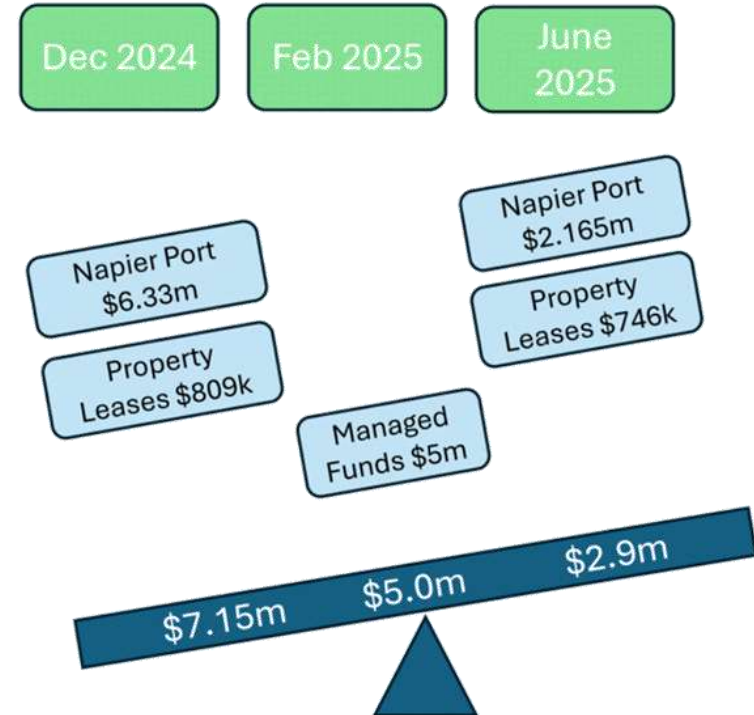 Dec 2024
Feb 2025
June
2025
Napier Port
$6.33m
Property
Leases $809k
Managed
Funds $5m
Napier Port
$2.165m
Property
Leases $746k
$7.15m
$5.0m
$2.9m